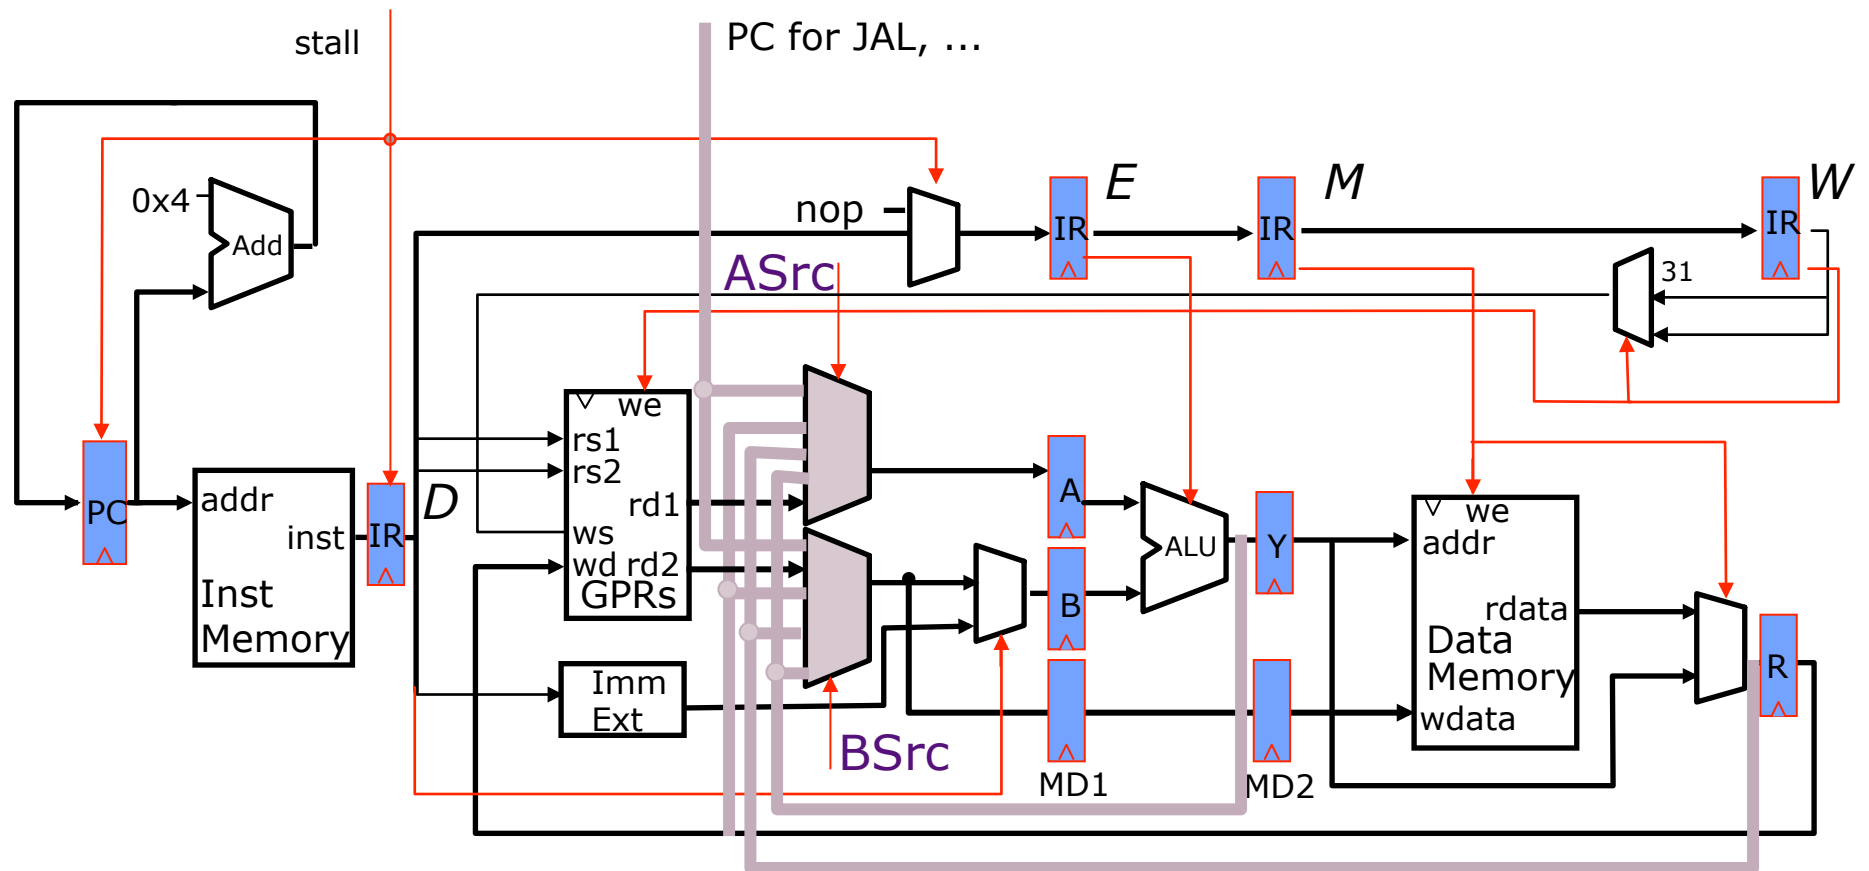 stall
PC for JAL, ...
0x4
Add
nop
IR
E
IR
M
IR
W
31
ASrc
we
rs1
rs2
rd1
ws
wd rd2
GPRs
PC
addr
inst
Inst
Memory
IR
D
A
B
ALU
Y
we
addr
rdata
Data
Memory
wdata
R
Imm
Ext
BSrc
MD1
MD2